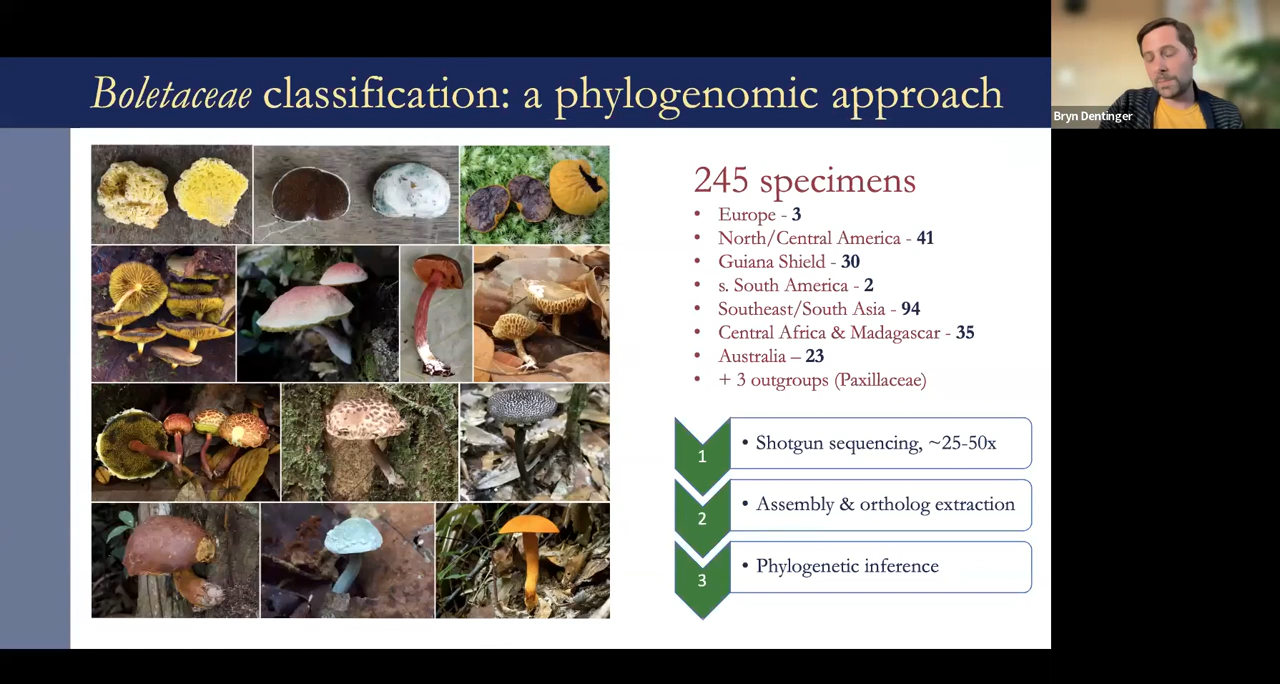 Boletaceae classification: a phylogenomic approach
Bryn Dentinger
245 specimens
• Europe - 3
• North/Central America - 41
• Guiana Shield - 30
• s. South America - 2
• Southeast/South Asia - 94
• Central Africa & Madagascar - 35
• Australia – 23
• + 3 outgroups (Paxillaceae)
1 • Shotgun sequencing, ~25-50x
2 • Assembly & ortholog extraction
3 • Phylogenetic inference